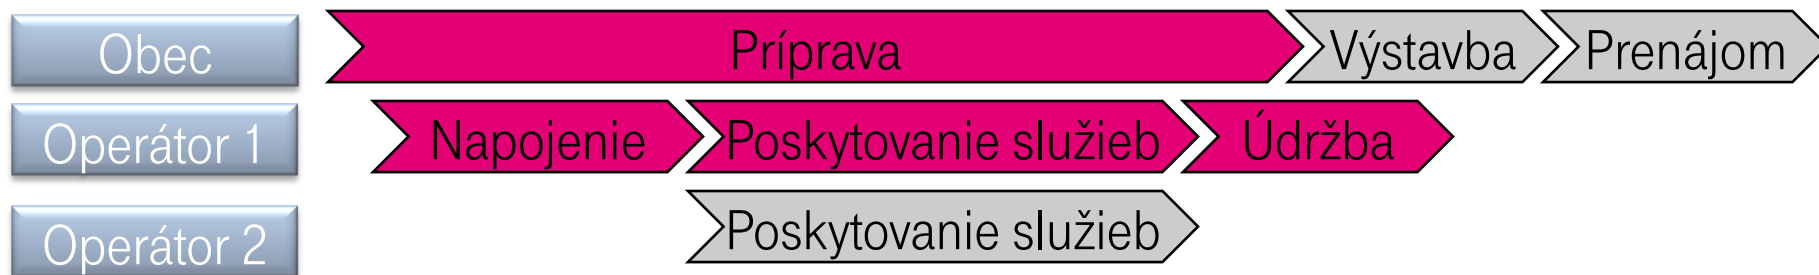 Obec Príprava Výstavba Prenájom
Operátor 1 Napojenie Poskytovanie služieb Údržba
Operátor 2 Poskytovanie služieb